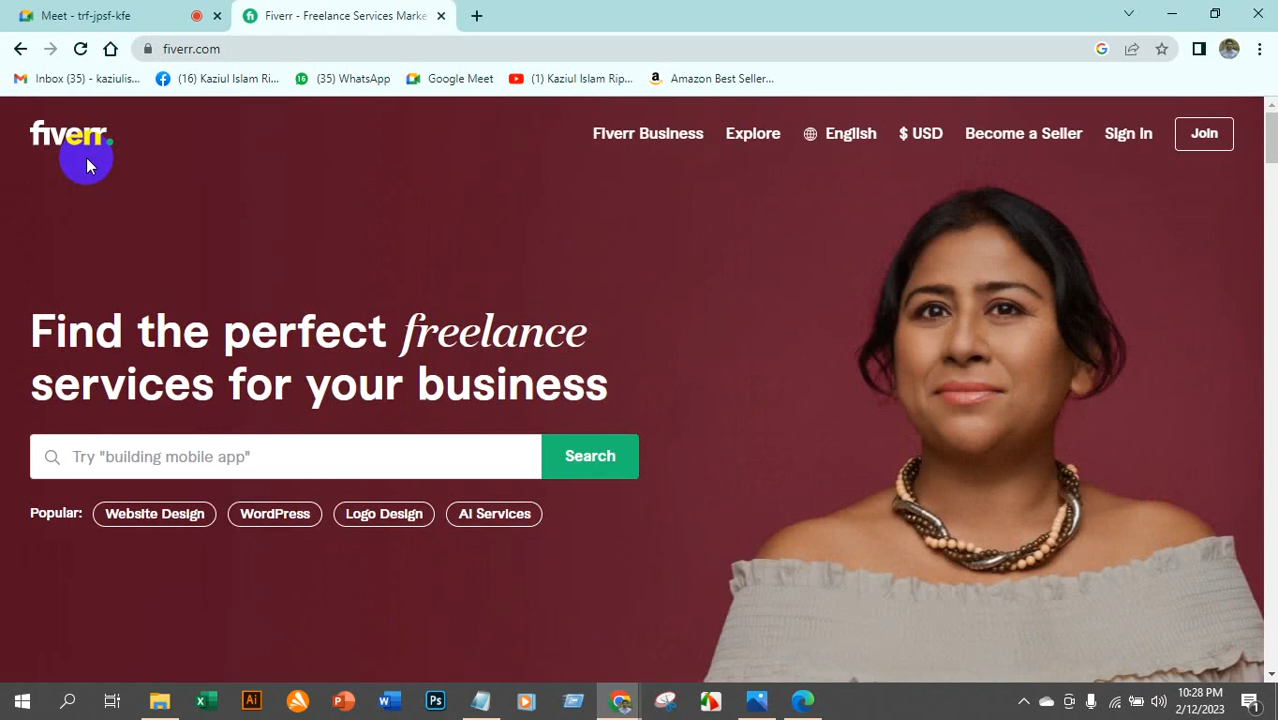 Meet - trf-jpsf-kfe
Fiverr - Freelance Services Marke
fiverr.com
Inbox (35) - kaziulis...
(16) Kaziul Islam Ri...
16
(35) WhatsApp
Google Meet
(1) Kaziul Islam Rip...
Amazon Best Seller...
fiverr.
Fiverr Business
Explore
English
$ USD
Become a Seller
Sign In
Join
Find the perfect freelance
services for your business
Try "building mobile app"
Search
Popular:
Website Design
WordPress
Logo Design
AI Services
10:28 PM
2/12/2023